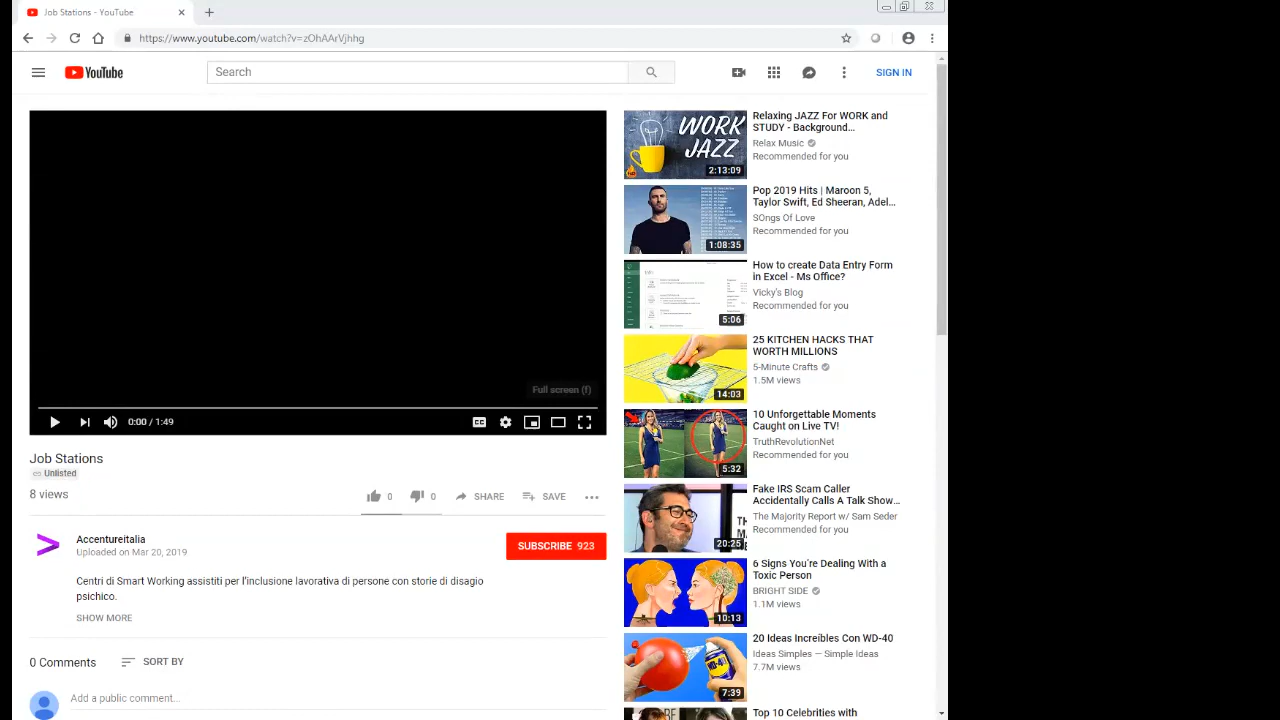 Job Stations - YouTube
https://www.youtube.com/watch?v=zOhAArVjhhg
YouTube
Search
SIGN IN
Full screen (f)
0:00 / 1:49
Job Stations
Unlisted
8 views
0
0
SHARE
SAVE
Accentureitalia
Uploaded on Mar 20, 2019
SUBSCRIBE 923
Centri di Smart Working assistiti per l'inclusione lavorativa di persone con storie di disagio
psichico.
SHOW MORE
0 Comments
SORT BY
Add a public comment...
WORK
JAZZ
2:13:09
Relaxing JAZZ For WORK and
STUDY - Background...
Relax Music
Recommended for you
1:08:35
Pop 2019 Hits | Maroon 5,
Taylor Swift, Ed Sheeran, Adel...
SOngs Of Love
Recommended for you
5:06
How to create Data Entry Form
in Excel - Ms Office?
Vicky's Blog
Recommended for you
14:03
25 KITCHEN HACKS THAT
WORTH MILLIONS
5-Minute Crafts
1.5M views
5:32
10 Unforgettable Moments
Caught on Live TV!
TruthRevolutionNet
Recommended for you
20:25
Fake IRS Scam Caller
Accidentally Calls A Talk Show...
The Majority Report w/ Sam Seder
Recommended for you
10:13
6 Signs You're Dealing With a
Toxic Person
BRIGHT SIDE
1.1M views
WD-40
7:39
20 Ideas Increíbles Con WD-40
Ideas Simples — Simple Ideas
7.7M views
Top 10 Celebrities with